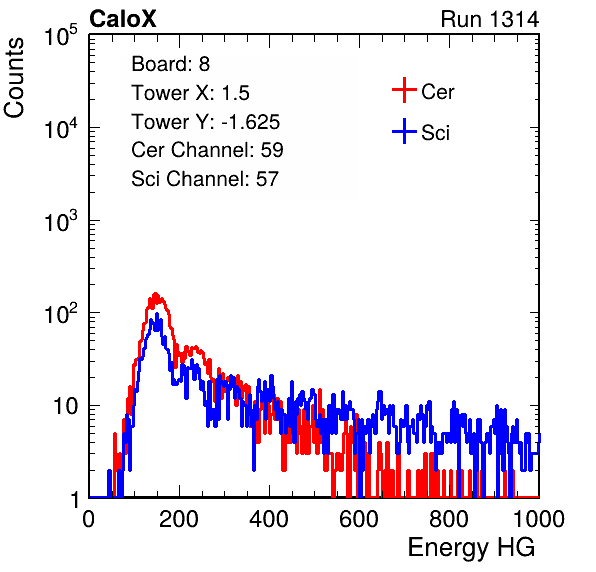 CaloX Run 1314
Counts
Board: 8
Tower X: 1.5
Tower Y: -1.625
Cer Channel: 59
Sci Channel: 57
Cer
Sci
10^5
10^4
10^3
10^2
10
1
0 200 400 600 800 1000
Energy HG